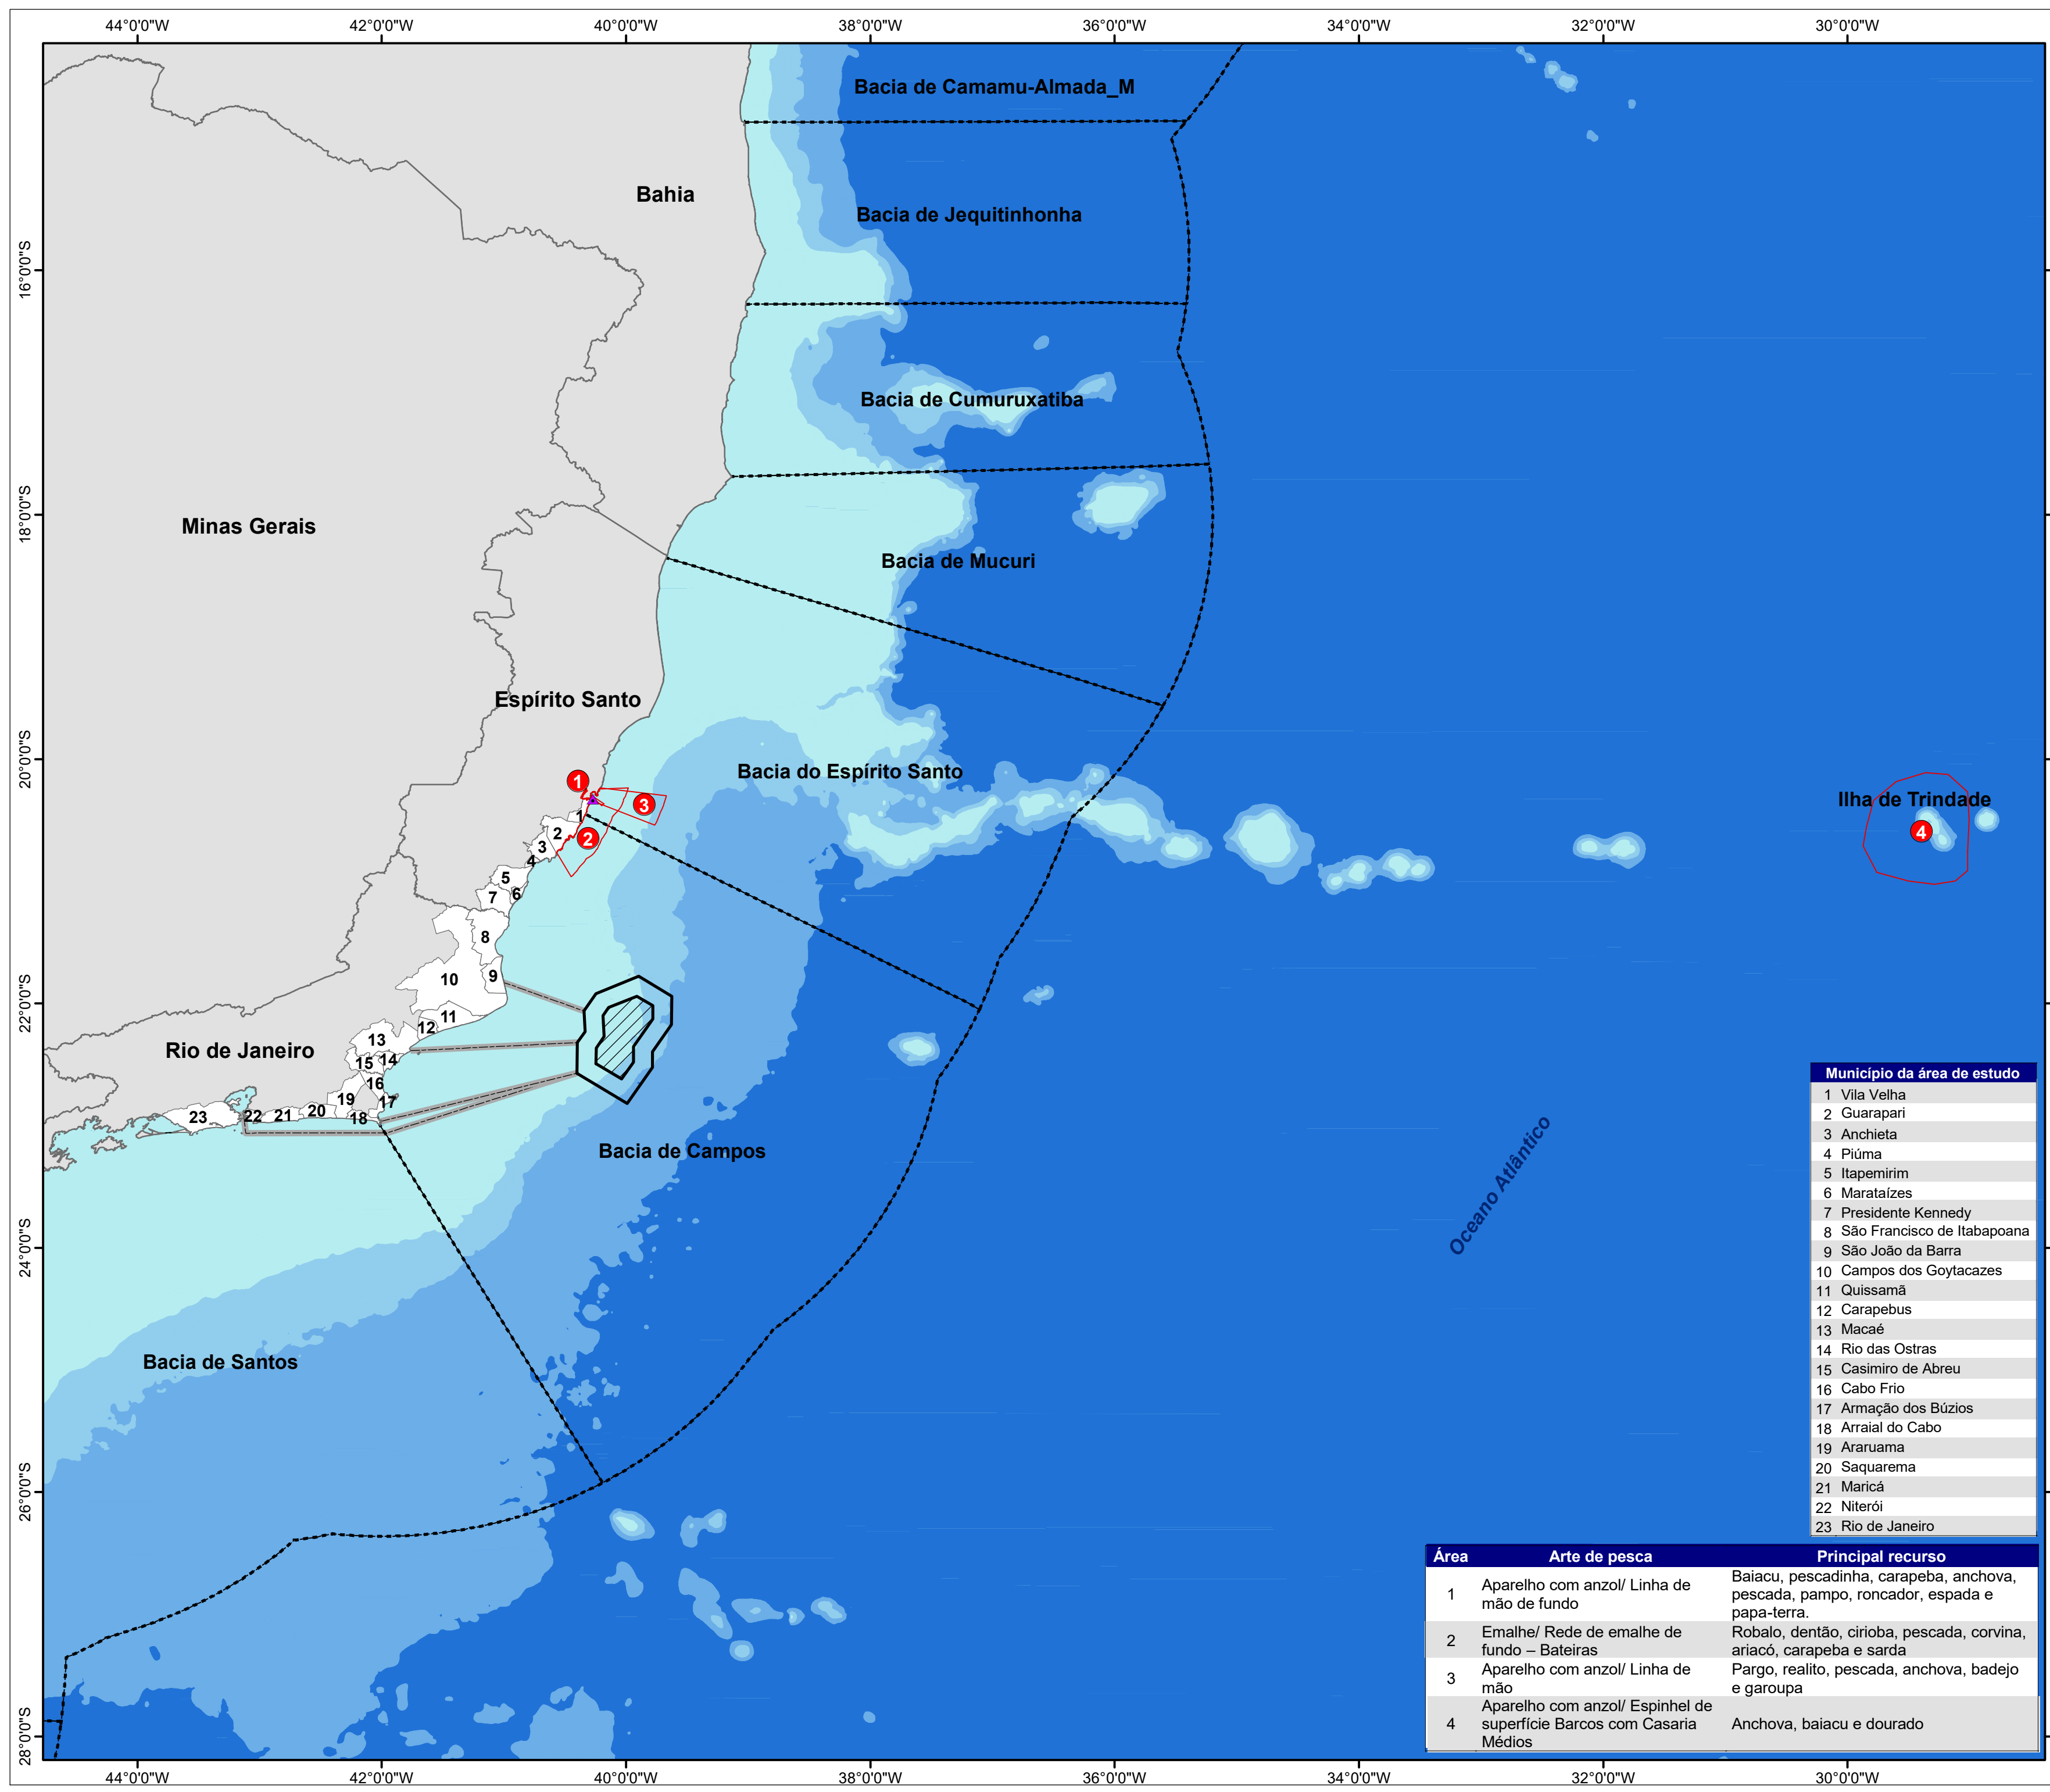 44°0'0"W 42°0'0"W 40°0'0"W 38°0'0"W 36°0'0"W 34°0'0"W 32°0'0"W 30°0'0"W
Bacia de Camamu-Almada_M
Bahia
Bacia de Jequitinhonha
16°0'0"S
Bacia de Cumuruxatiba
18°0'0"S
Minas Gerais
Bacia de Mucuri
Espírito Santo
20°0'0"S
Bacia do Espírito Santo
1
3
Ilha de Trindade
4
1
2
2
3
4
5
6
7
8
9
10
22°0'0"S
11
12
13
Rio de Janeiro
14
15
16
17
19
20
18
21
22
23
Bacia de Campos
Oceano Atlântico
24°0'0"S
Bacia de Santos
26°0'0"S
28°0'0"S
Município da área de estudo
1 Vila Velha
2 Guarapari
3 Anchieta
4 Piúma
5 Itapemirim
6 Marataízes
7 Presidente Kennedy
8 São Francisco de Itabapoana
9 São João da Barra
10 Campos dos Goytacazes
11 Quissamã
12 Carapebus
13 Macaé
14 Rio das Ostras
15 Casimiro de Abreu
16 Cabo Frio
17 Armação dos Búzios
18 Arraial do Cabo
19 Araruama
20 Saquarema
21 Maricá
22 Niterói
23 Rio de Janeiro
Área Arte de pesca Principal recurso
1 Aparelho com anzol/ Linha de
mão de fundo
Baiacu, pescadinha, carapeba, anchova,
pescada, pampo, roncador, espada e
papa-terra.
2 Emalhe/ Rede de emalhe de
fundo – Bateiras
Robalo, dentão, cirioba, pescada, corvina,
ariacó, carapeba e sarda
3 Aparelho com anzol/ Linha de
mão
Pargo, realito, pescada, anchova, badejo
e garoupa
4 Aparelho com anzol/ Espinhel de
superfície Barcos com Casaria
Médios
Anchova, baiacu e dourado
44°0'0"W 42°0'0"W 40°0'0"W 38°0'0"W 36°0'0"W 34°0'0"W 32°0'0"W 30°0'0"W